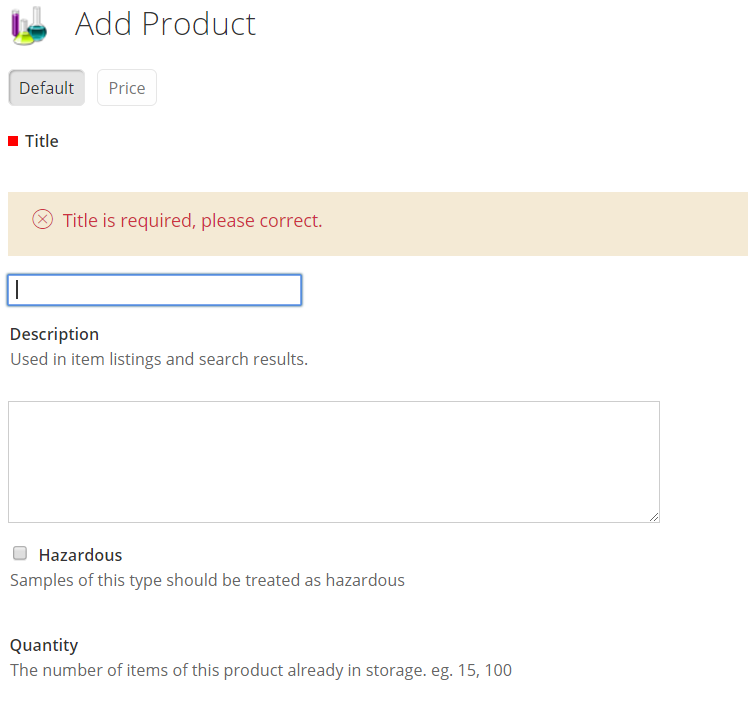 Add Product
Default Price
Title
Title is required, please correct.
Description
Used in item listings and search results.
Hazardous
Samples of this type should be treated as hazardous
Quantity
The number of items of this product already in storage. eg. 15, 100